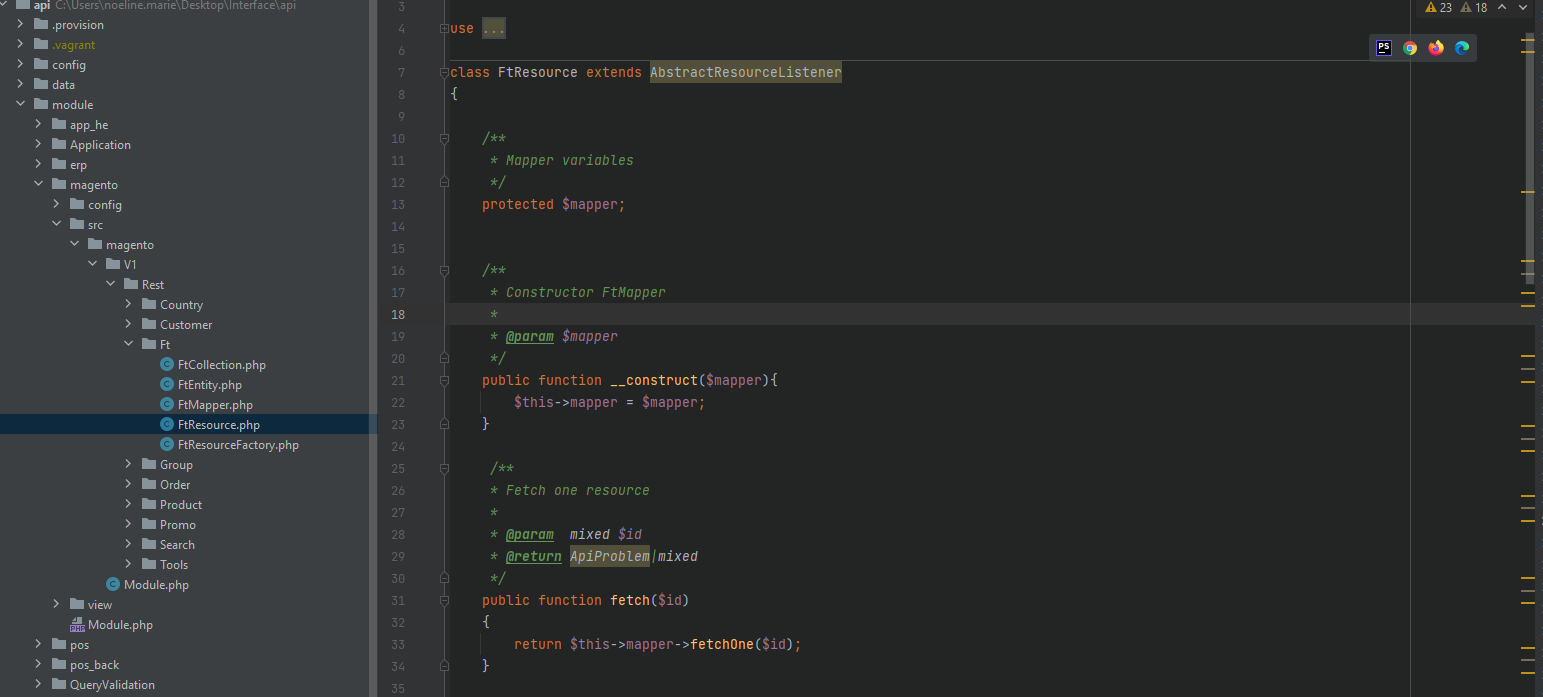 api C:\Users\noeline.marie\Desktop\Interface\api
.provision
.vagrant
config
data
module
app_he
Application
erp
magento
config
src
magento
V1
Rest
Country
Customer
Ft
FtCollection.php
FtEntity.php
FtMapper.php
FtResource.php
FtResourceFactory.php
Group
Order
Product
Promo
Search
Tools
Module.php
view
Module.php
pos
pos_back
QueryValidation
23 18
PS
3
4 use ...
6
7 class FtResource extends AbstractResourceListener
8 {
9
10 /**
11 * Mapper variables
12 */
13 protected $mapper;
14
15
16 /**
17 * Constructor FtMapper
18 *
19 * @param $mapper
20 */
21 public function __construct($mapper){
22 $this->mapper = $mapper;
23 }
24
25 /**
26 * Fetch one resource
27 *
28 * @param  mixed $id
29 * @return ApiProblem|mixed
30 */
31 public function fetch($id)
32 {
33 return $this->mapper->fetchOne($id);
34 }
35